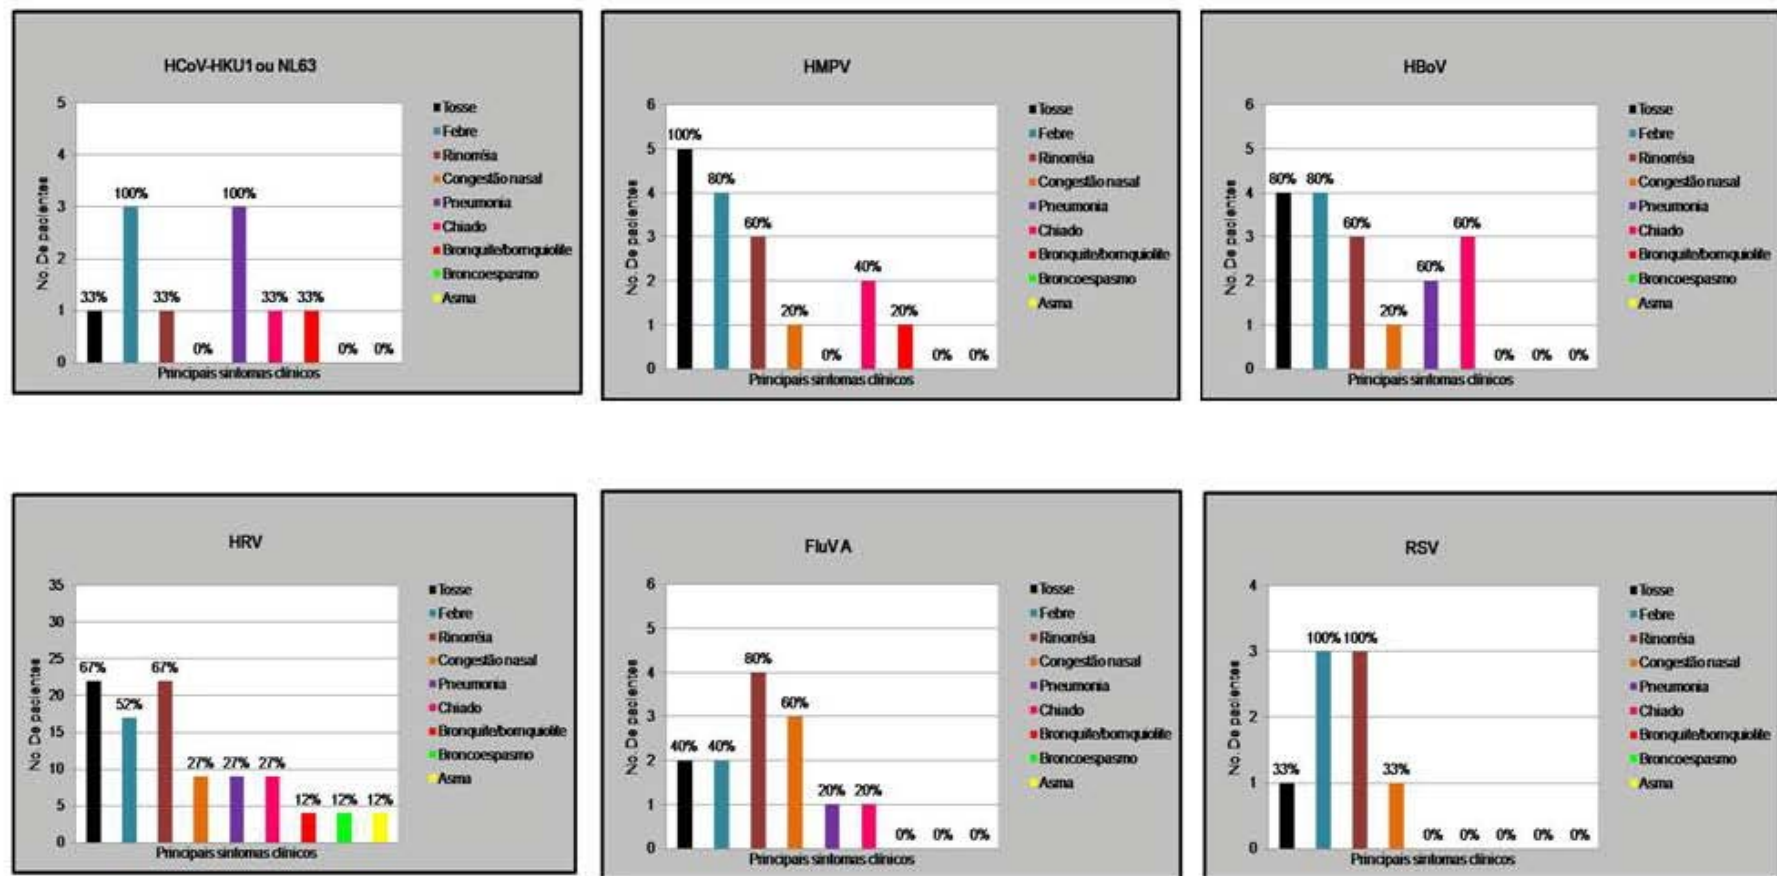 HCoV-HKU1 ou NL63
No. De pacientes
5
4
3
2
1
0
33%
100%
33%
0%
100%
33%
33%
0%
0%
Principais sintomas clínicos
Tosse
Febre
Rinorréia
Congestão nasal
Pneumonia
Chiado
Bronquite/bornquiolite
Broncoespasmo
Asma
HMPV
No. De pacientes
6
5
4
3
2
1
0
100%
80%
60%
20%
0%
40%
20%
0%
0%
Principais sintomas clínicos
Tosse
Febre
Rinorréia
Congestão nasal
Pneumonia
Chiado
Bronquite/bornquiolite
Broncoespasmo
Asma
HBoV
No. De pacientes
6
5
4
3
2
1
0
80%
80%
60%
20%
60%
60%
0%
0%
0%
Principais sintomas clínicos
Tosse
Febre
Rinorréia
Congestão nasal
Pneumonia
Chiado
Bronquite/bornquiolite
Broncoespasmo
Asma
HRV
No. De pacientes
35
30
25
20
15
10
5
0
67%
52%
67%
27%
27%
27%
12%
12%
12%
Principais sintomas clínicos
Tosse
Febre
Rinorréia
Congestão nasal
Pneumonia
Chiado
Bronquite/bornquiolite
Broncoespasmo
Asma
FluV A
No. De pacientes
6
5
4
3
2
1
0
40%
40%
80%
60%
20%
20%
0%
0%
0%
Principais sintomas clínicos
Tosse
Febre
Rinorréia
Congestão nasal
Pneumonia
Chiado
Bronquite/bornquiolite
Broncoespasmo
Asma
RSV
No. De pacientes
4
3
2
1
0
33%
100%
100%
33%
0%
0%
0%
0%
0%
Principais sintomas clínicos
Tosse
Febre
Rinorréia
Congestão nasal
Pneumonia
Chiado
Bronquite/bornquiolite
Broncoespasmo
Asma